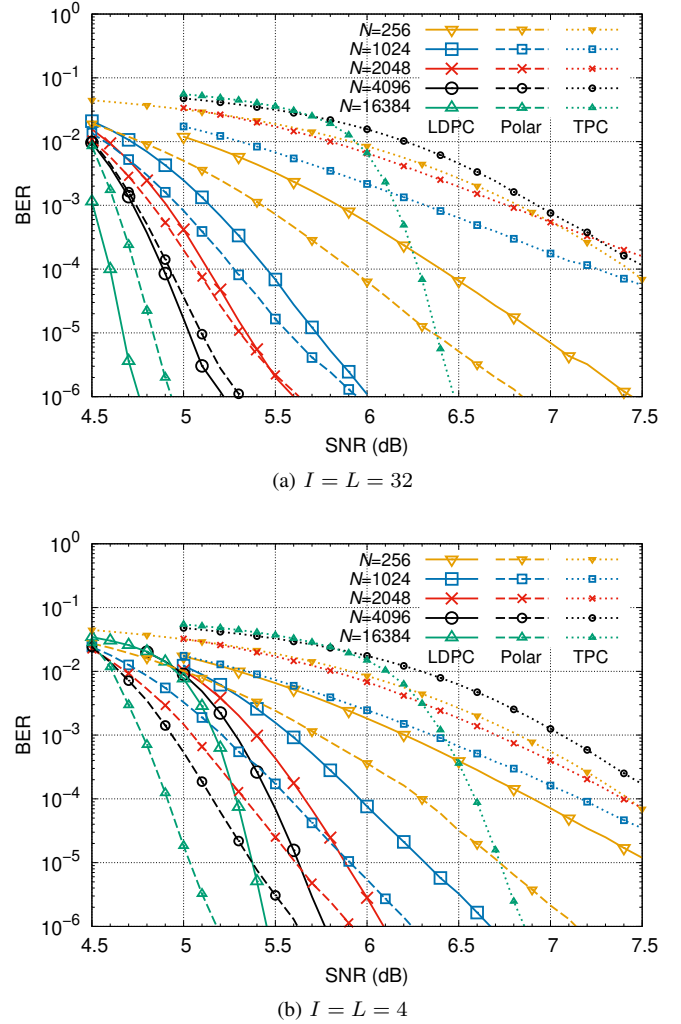 10^0
10^-1
10^-2
10^-3
10^-4
10^-5
10^-6
BER
N=256
N=1024
N=2048
N=4096
N=16384
LDPC Polar TPC
4.5 5 5.5 6 6.5 7 7.5
SNR (dB)
(a) I = L = 32
10^0
10^-1
10^-2
10^-3
10^-4
10^-5
10^-6
BER
N=256
N=1024
N=2048
N=4096
N=16384
LDPC Polar TPC
4.5 5 5.5 6 6.5 7 7.5
SNR (dB)
(b) I = L = 4